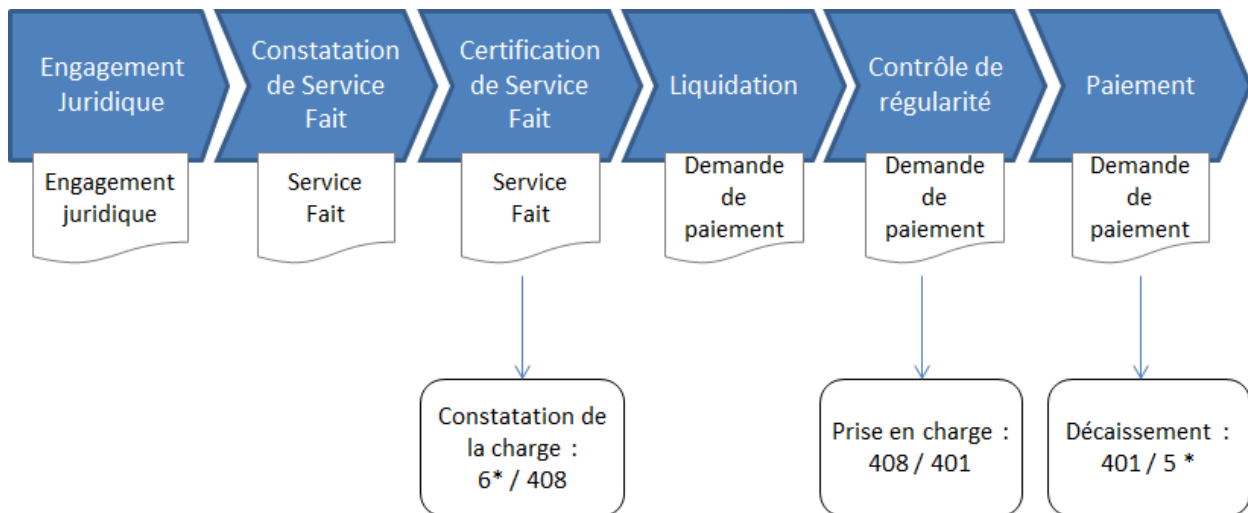 Engagement
Juridique
Constatation
de Service
Fait
Certification
de Service
Fait
Liquidation
Contrôle de
régularité
Paiement
Engagement
juridique
Service
Fait
Service
Fait
Demande
de
paiement
Demande
de
paiement
Demande
de
paiement
Constatation de
la charge :
6* / 408
Prise en charge :
408 / 401
Décaissement :
401 / 5 *